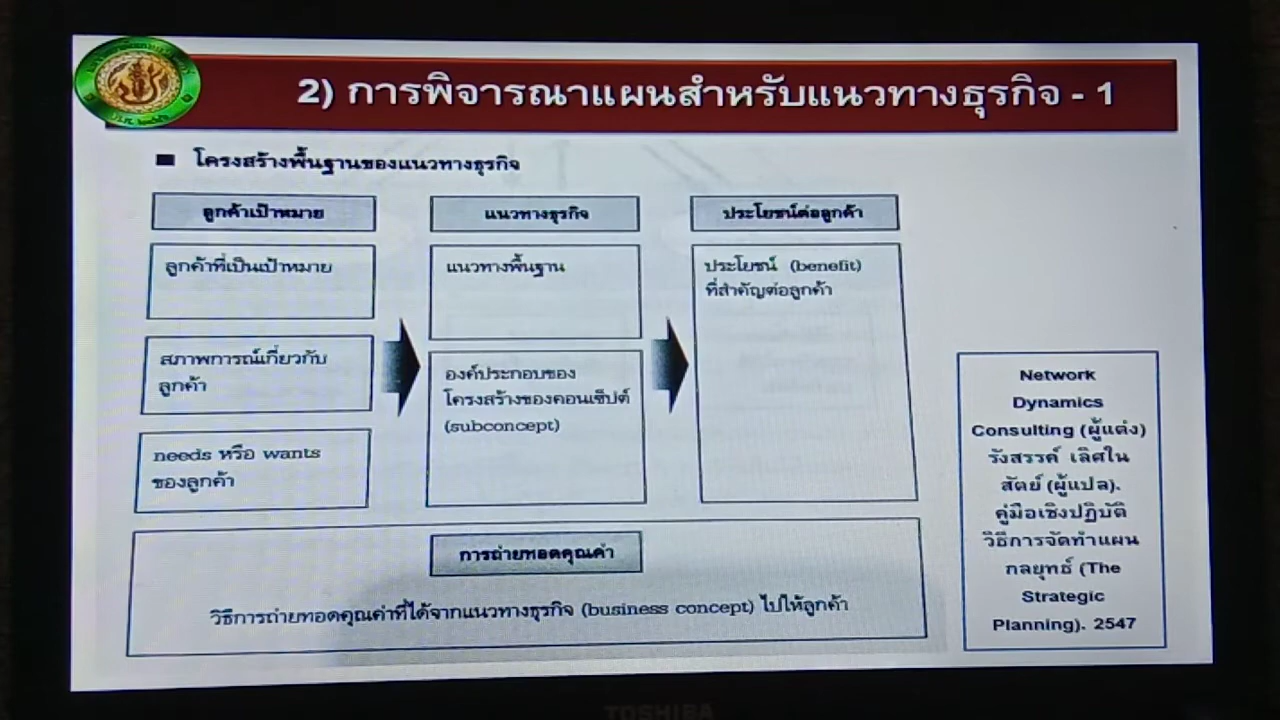 2) การพิจารณาแผนสำหรับแนวทางธุรกิจ - 1
โครงสร้างพื้นฐานของแนวทางธุรกิจ
ลูกค้าเป้าหมาย
ลูกค้าที่เป็นเป้าหมาย
สภาพการณ์เกี่ยวกับ
ลูกค้า
needs หรือ wants
ของลูกค้า
แนวทางธุรกิจ
แนวทางพื้นฐาน
องค์ประกอบของ
โครงสร้างของคอนเซ็ปต์
(subconcept)
ประโยชน์ต่อลูกค้า
ประโยชน์ (benefit)
ที่สำคัญต่อลูกค้า
การถ่ายทอดคุณค่า
วิธีการถ่ายทอดคุณค่าที่ได้จากแนวทางธุรกิจ (business concept) ไปให้ลูกค้า
Network
Dynamics
Consulting (ผู้แต่ง)
รังสรรค์ เลิศใน
สัตย์ (ผู้แปล).
คู่มือเชิงปฏิบัติ
วิธีการจัดทำแผน
กลยุทธ์ (The
Strategic
Planning). 2547
TOSHIBA